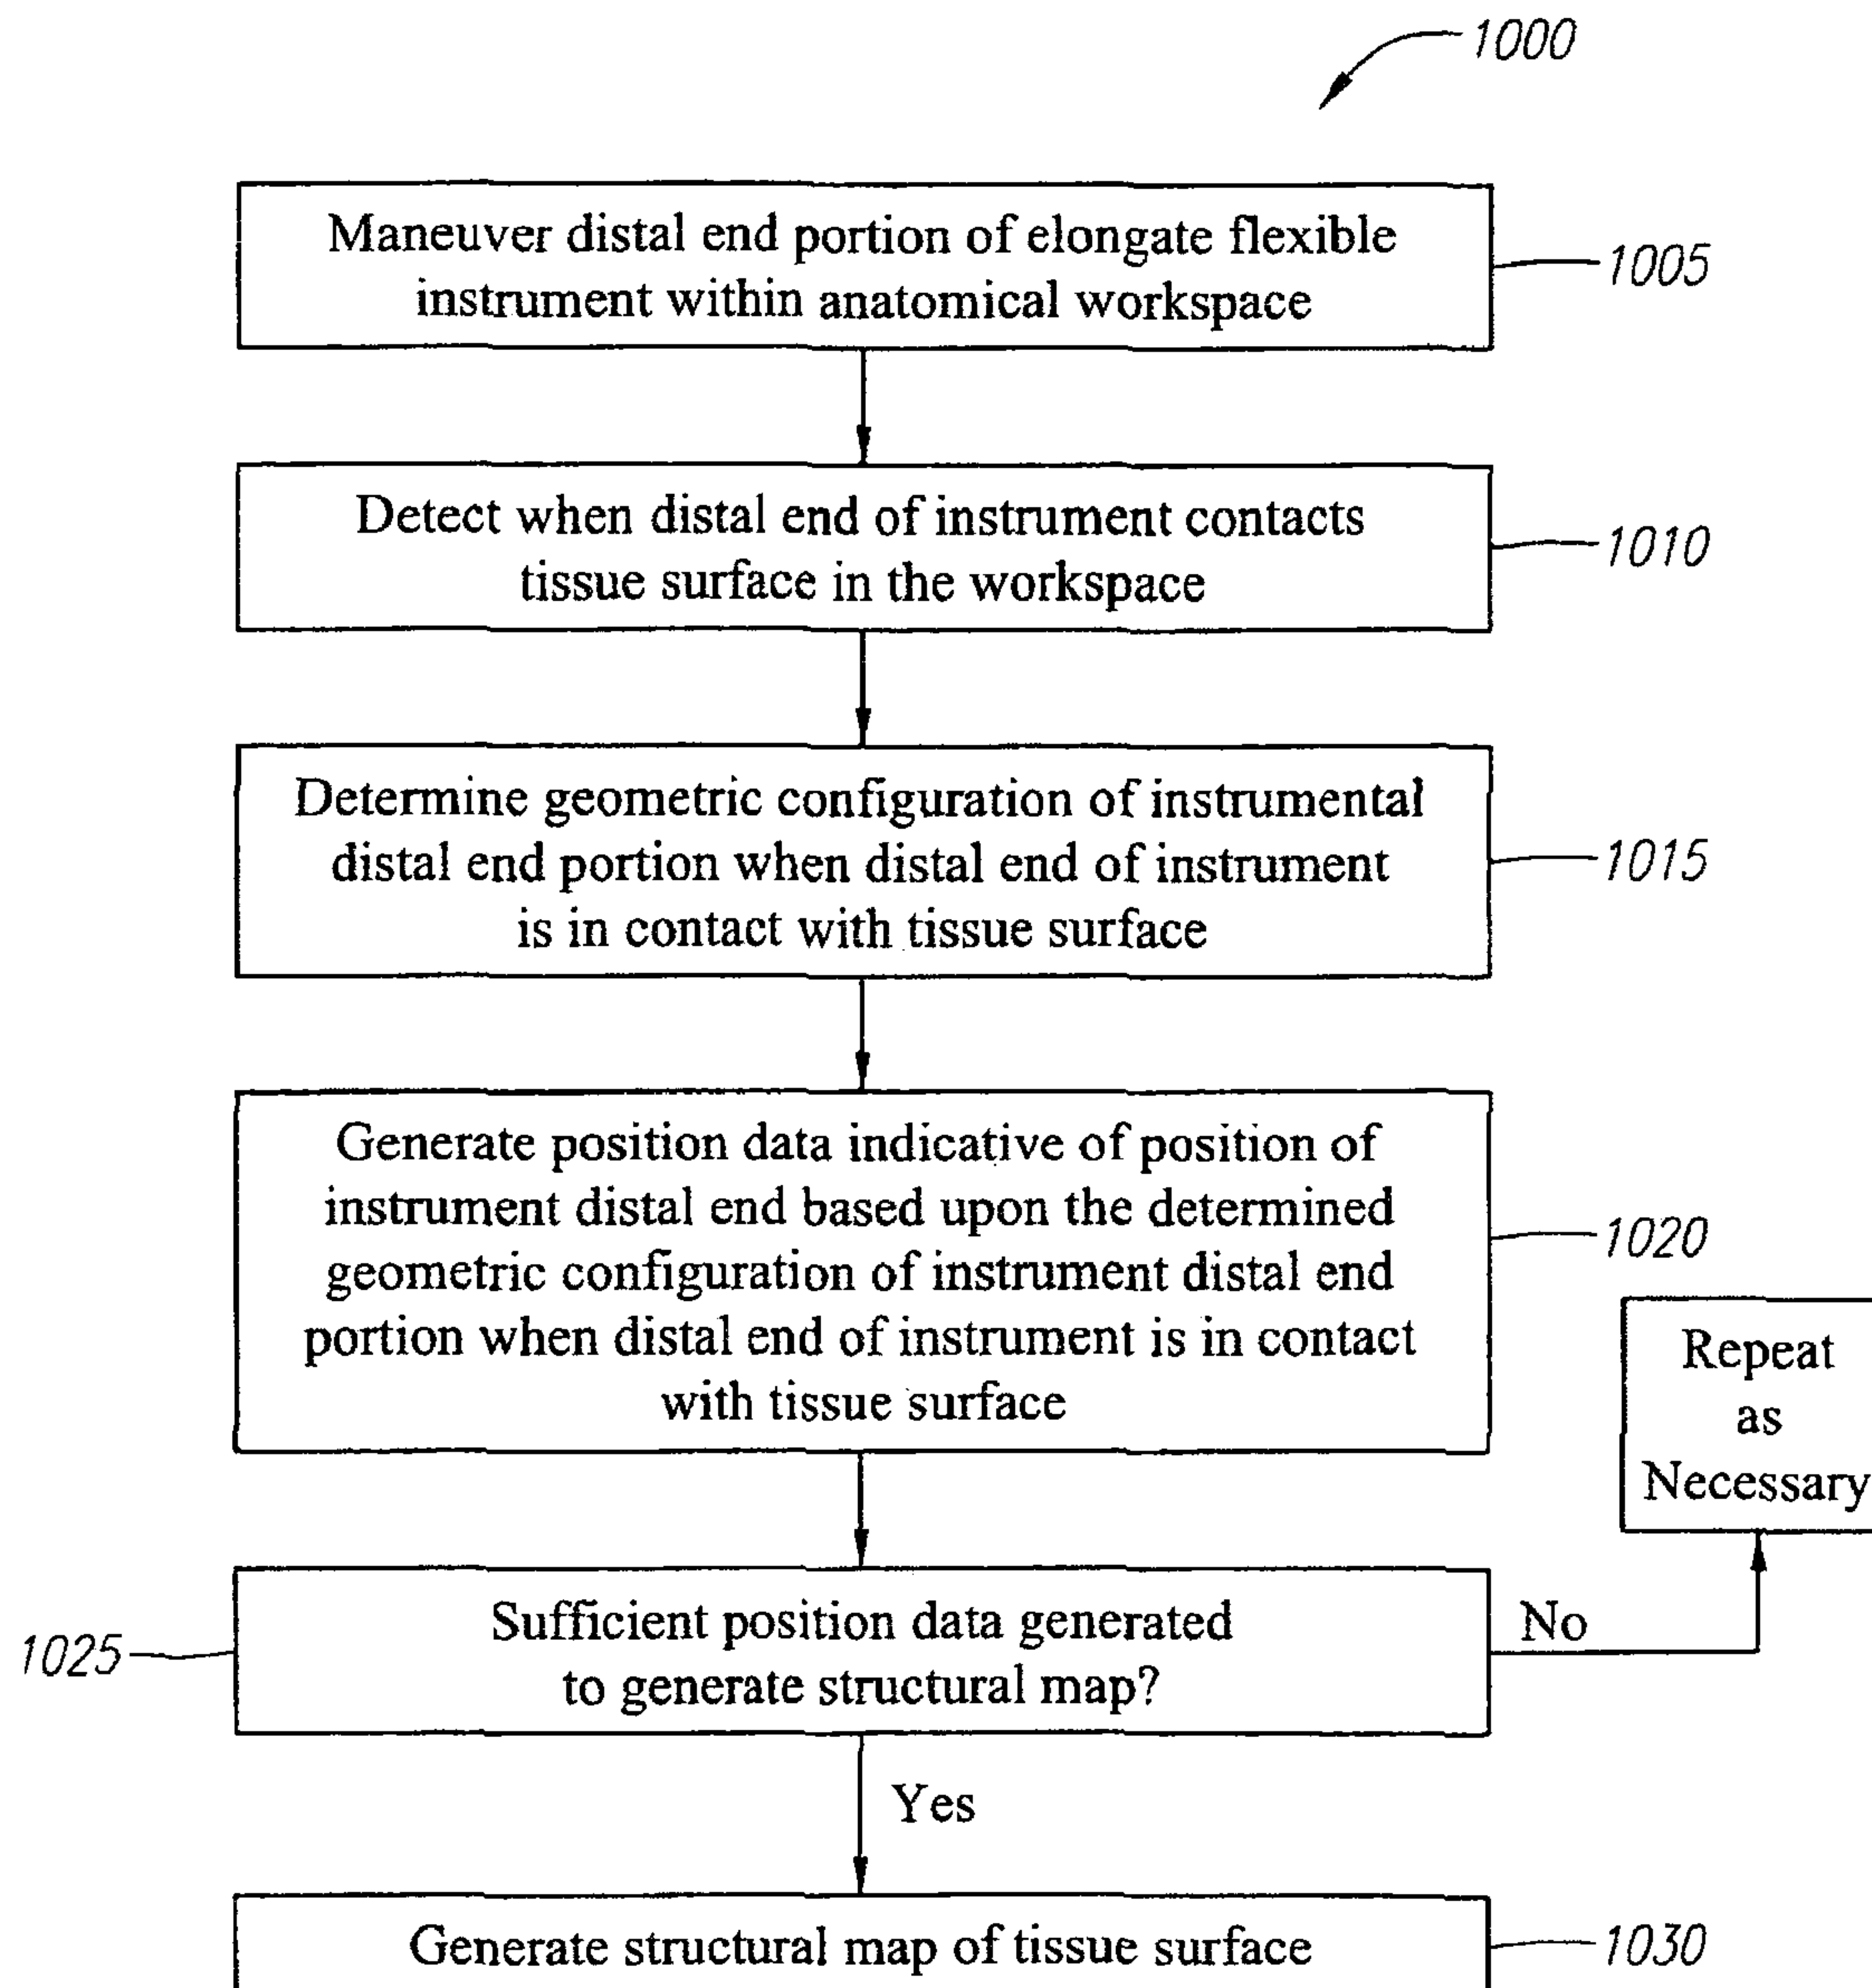 1000
Maneuver distal end portion of elongate flexible
instrument within anatomical workspace
1005
Detect when distal end of instrument contacts
tissue surface in the workspace
1010
Determine geometric configuration of instrumental
distal end portion when distal end of instrument
is in contact with tissue surface
1015
Generate position data indicative of position of
instrument distal end based upon the determined
geometric configuration of instrument distal end
portion when distal end of instrument is in contact
with tissue surface
1020
Repeat
as
Necessary
Sufficient position data generated
to generate structural map?
1025
No
Yes
Generate structural map of tissue surface
1030